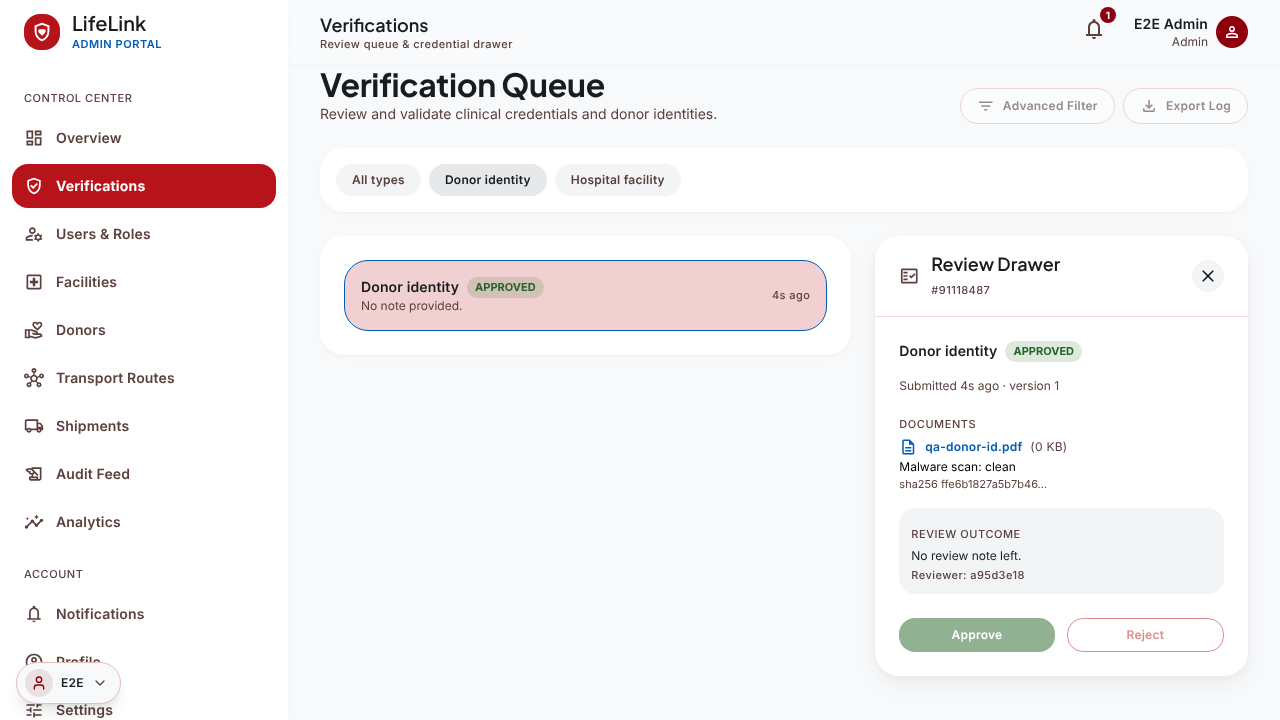 LifeLink
ADMIN PORTAL
CONTROL CENTER
Overview
Verifications
Users & Roles
Facilities
Donors
Transport Routes
Shipments
Audit Feed
Analytics
ACCOUNT
Notifications
Profile
E2E
Settings
Verifications
Review queue & credential drawer
1
E2E Admin
Admin
Verification Queue
Review and validate clinical credentials and donor identities.
Advanced Filter
Export Log
All types
Donor identity
Hospital facility
Donor identity APPROVED
No note provided.
4s ago
Review Drawer
#91118487
Donor identity APPROVED
Submitted 4s ago · version 1
DOCUMENTS
qa-donor-id.pdf (0 KB)
Malware scan: clean
sha256 ffe6b1827a5b7b46...
REVIEW OUTCOME
No review note left.
Reviewer: a95d3e18
Approve
Reject